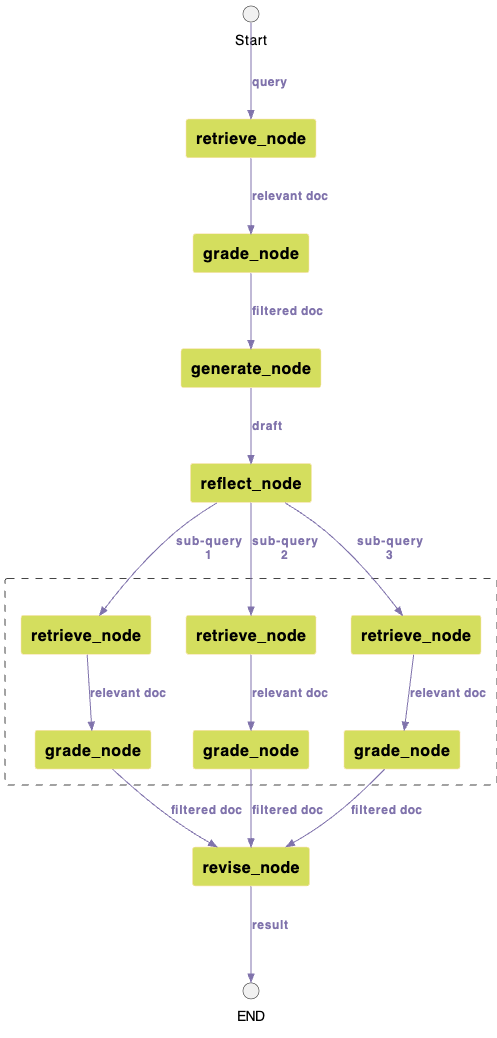 Start
query
retrieve_node
relevant doc
grade_node
filtered doc
generate_node
draft
reflect_node
sub-query
1
sub-query
2
sub-query
3
retrieve_node
retrieve_node
retrieve_node
relevant doc
relevant doc
relevant doc
grade_node
grade_node
grade_node
filtered doc
filtered doc
filtered doc
revise_node
result
END